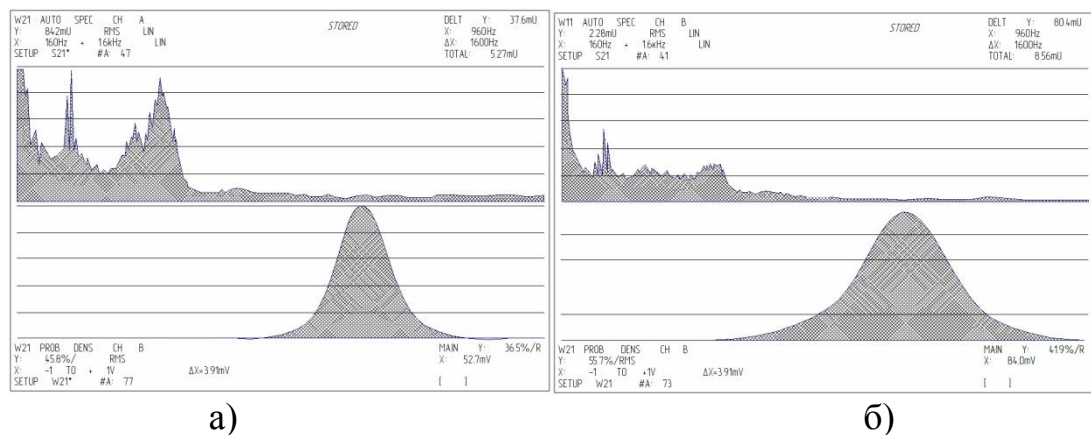 W21 AUTO SPEC CH A
Y: 842mU RMS LIN
X: 160Hz + 16kHz LIN
SETUP S21* #A: 47
STORED
DELT Y: 37.6mU
X: 960Hz
ΔX: 1600Hz
TOTAL: 5.27mU
W21 PROB DENS CH B
Y: 45.8%/ RMS
X: -1 TO + 1V ΔX=3.91mV
SETUP W21* #A: 77
MAIN Y: 36.5%/R
X: 52.7mV
[ ]
а)
W11 AUTO SPEC CH B
Y: 2.28mU RMS LIN
X: 160Hz + 16кHz LIN
SETUP S21 #A: 41
STORED
DELT Y: 80.4mU
X: 960Hz
ΔX: 1600Hz
TOTAL: 8.56mU
W21 PROB DENS CH B
Y: 55.7%/RMS
X: -1 TO +1V ΔX=3.91mV
SETUP W21 #A: 73
MAIN Y: 419%/R
X: 84.0mV
[ ]
б)